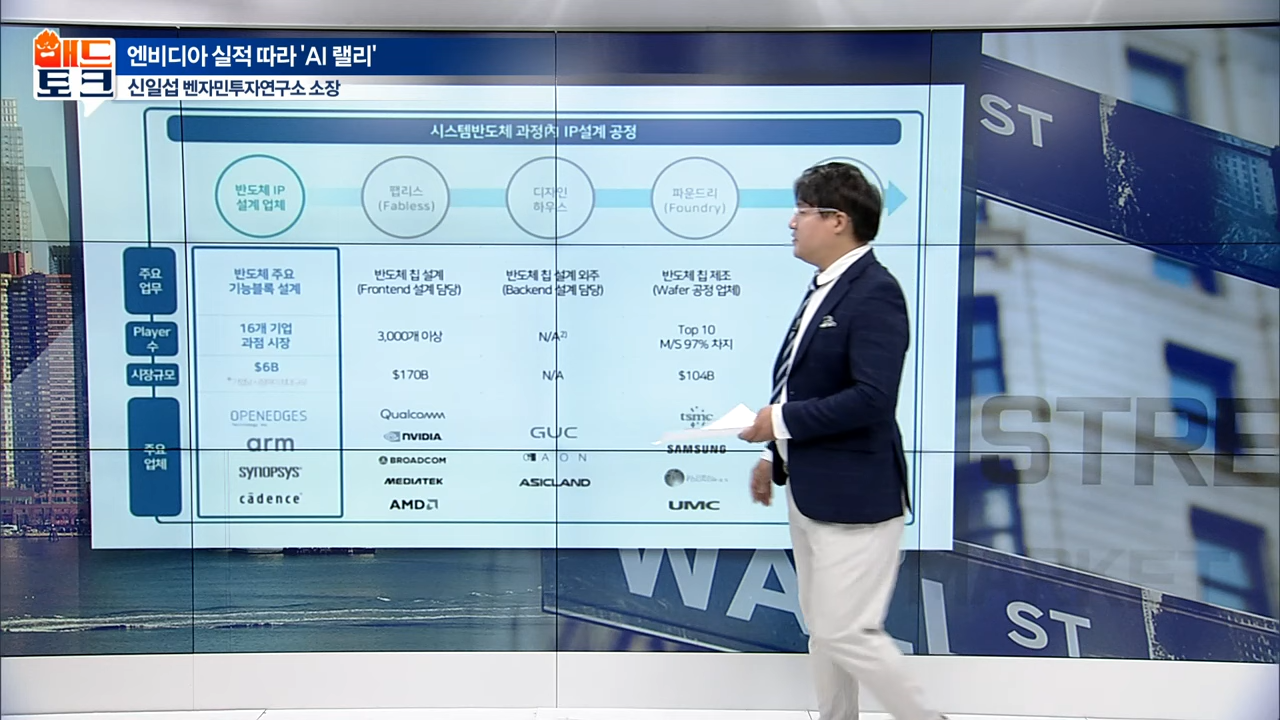 매드
토크
엔비디아 실적 따라 'AI 랠리'
신일섭 벤자민투자연구소 소장
시스템반도체 과정內 IP설계 공정
반도체 IP
설계 업체
팹리스
(Fabless)
디자인
하우스
파운드리
(Foundry)
주요
업무
반도체 주요
기능블록 설계
반도체 칩 설계
(Frontend 설계 담당)
반도체 칩 설계 외주
(Backend 설계 담당)
반도체 칩 제조
(Wafer 공정 업체)
Player
수
16개 기업
과점 시장
3,000개 이상
N/A2)
Top 10
M/S 97% 차지
시장규모
$6B
$170B
N/A
$104B
주요
업체
OPENEDGES
arm
SYNOPSYS
cādence
Qualcomm
NVIDIA
BROADCOM
MEDIATEK
AMD
GUC
GAON
ASICLAND
tsmc
SAMSUNG
UMC
ST
STRE
MARKET
WALL
ST